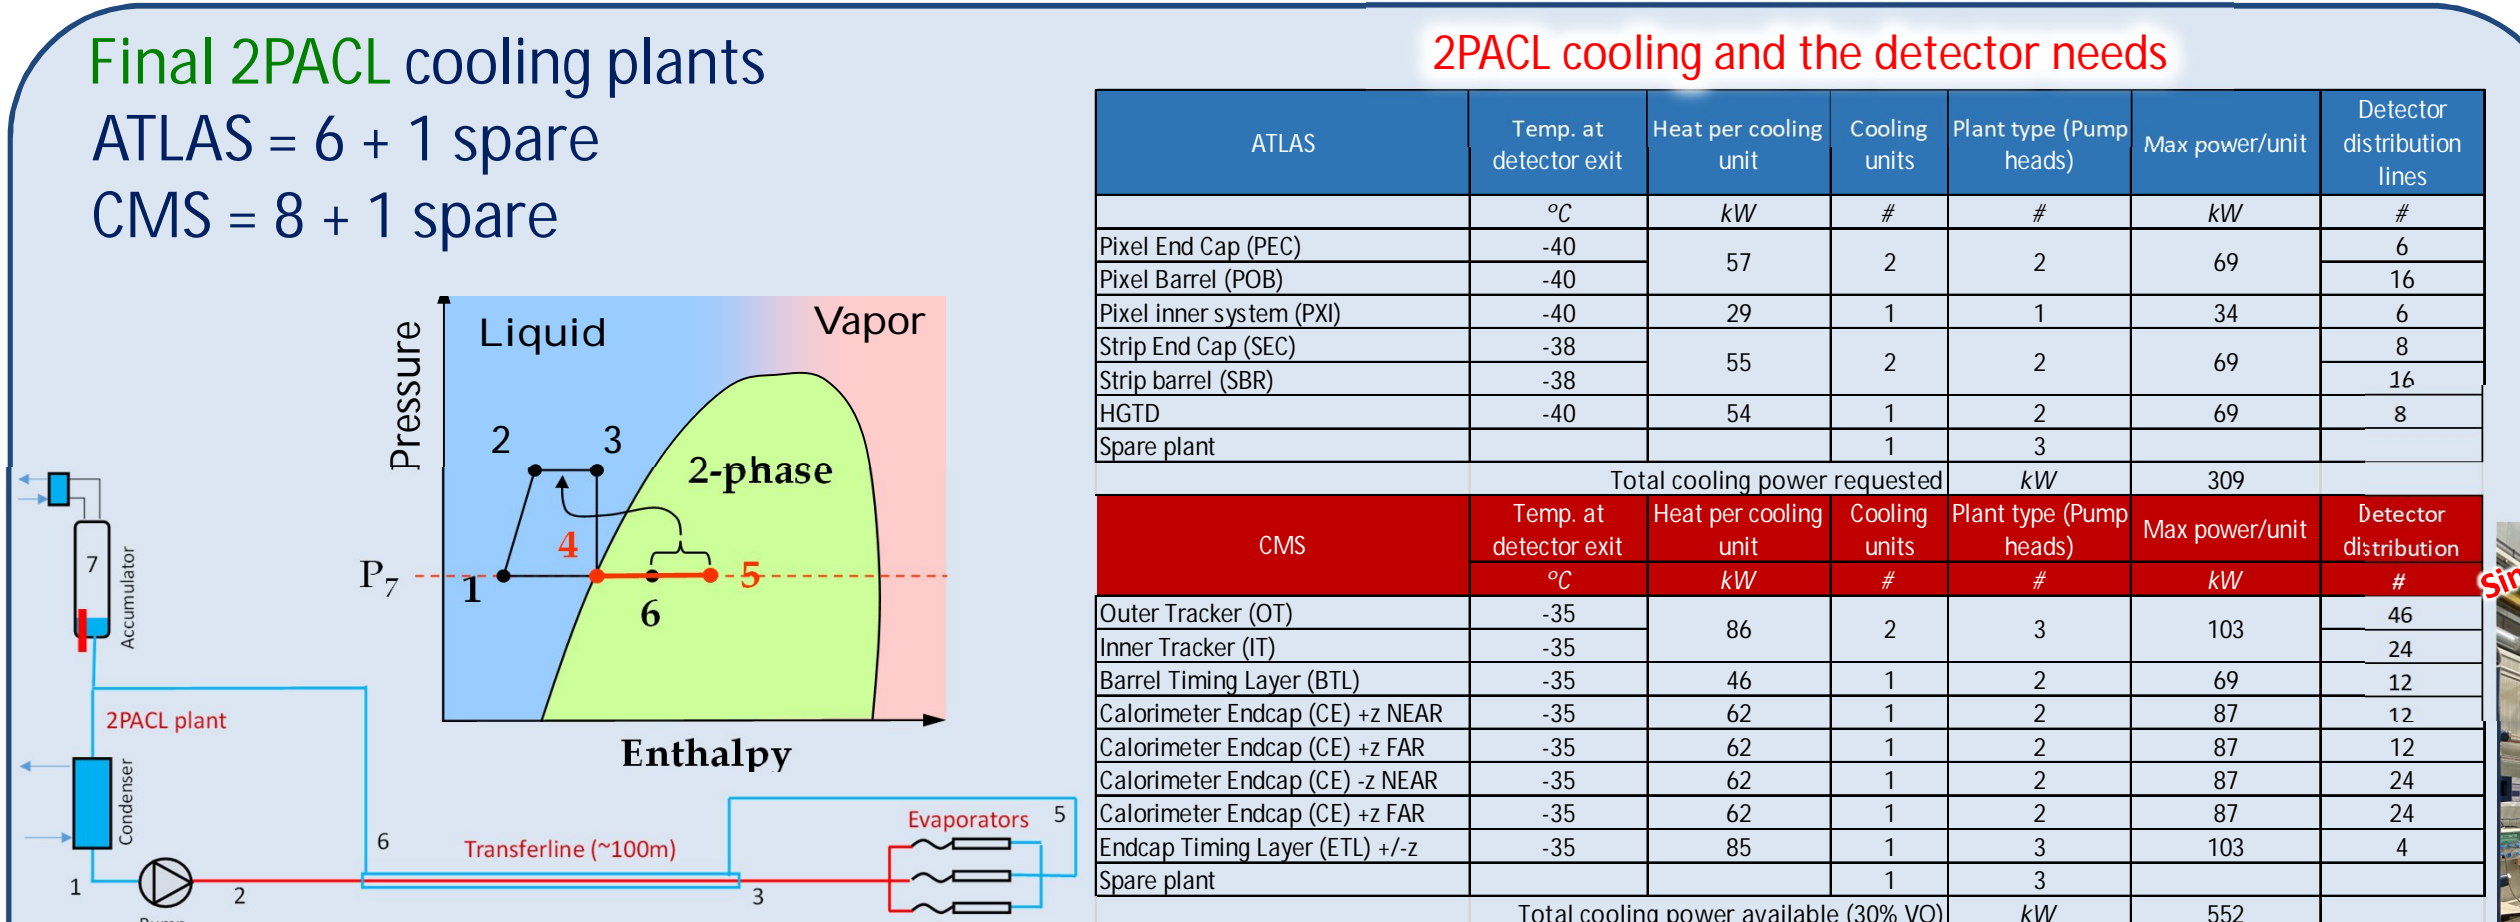 Final 2PACL cooling plants
ATLAS = 6 + 1 spare
CMS = 8 + 1 spare
Pressure
Liquid
Vapor
2 3
2-phase
4
P7 1 5
6
Enthalpy
7
Accumulator
2PACL plant
Condenser
6
Transferline (~100m)
Evaporators 5
1 2 3
2PACL cooling and the detector needs
ATLAS Temp. at detector exit Heat per cooling unit Cooling units Plant type (Pump heads) Max power/unit Detector distribution lines
°C kW # # kW #
Pixel End Cap (PEC) -40 57 2 2 69 6
Pixel Barrel (POB) -40 16
Pixel inner system (PXI) -40 29 1 1 34 6
Strip End Cap (SEC) -38 55 2 2 69 8
Strip barrel (SBR) -38 16
HGTD -40 54 1 2 69 8
Spare plant 1 3
Total cooling power requested kW 309
CMS Temp. at detector exit Heat per cooling unit Cooling units Plant type (Pump heads) Max power/unit Detector distribution
°C kW # # kW #
Outer Tracker (OT) -35 86 2 3 103 46
Inner Tracker (IT) -35 24
Barrel Timing Layer (BTL) -35 46 1 2 69 12
Calorimeter Endcap (CE) +z NEAR -35 62 1 2 87 12
Calorimeter Endcap (CE) +z FAR -35 62 1 2 87 12
Calorimeter Endcap (CE) -z NEAR -35 62 1 2 87 24
Calorimeter Endcap (CE) +z FAR -35 62 1 2 87 24
Endcap Timing Layer (ETL) +/-z -35 85 1 3 103 4
Spare plant 1 3
Total cooling power available (30% VQ) kW 552